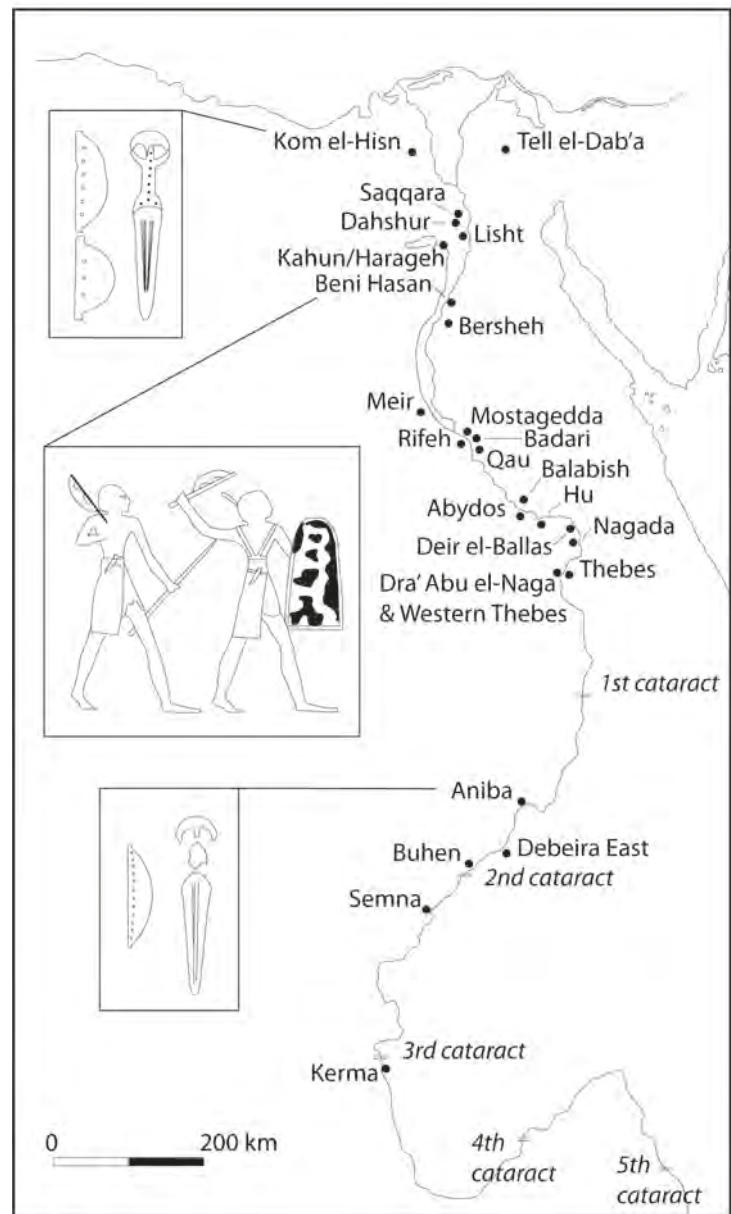 Kom el-Hisn
Tell el-Dab'a
Saqqara
Dahshur
Lisht
Kahun/Harageh
Beni Hasan
Bersheh
Meir
Mostagedda
Rifeh
Badari
Qau
Balabish
Abydos
Hu
Nagada
Deir el-Ballas
Thebes
Dra' Abu el-Naga
& Western Thebes
1st cataract
Aniba
Buhen
Debeira East
2nd cataract
Semna
3rd cataract
Kerma
0 200 km
4th
cataract
5th
cataract